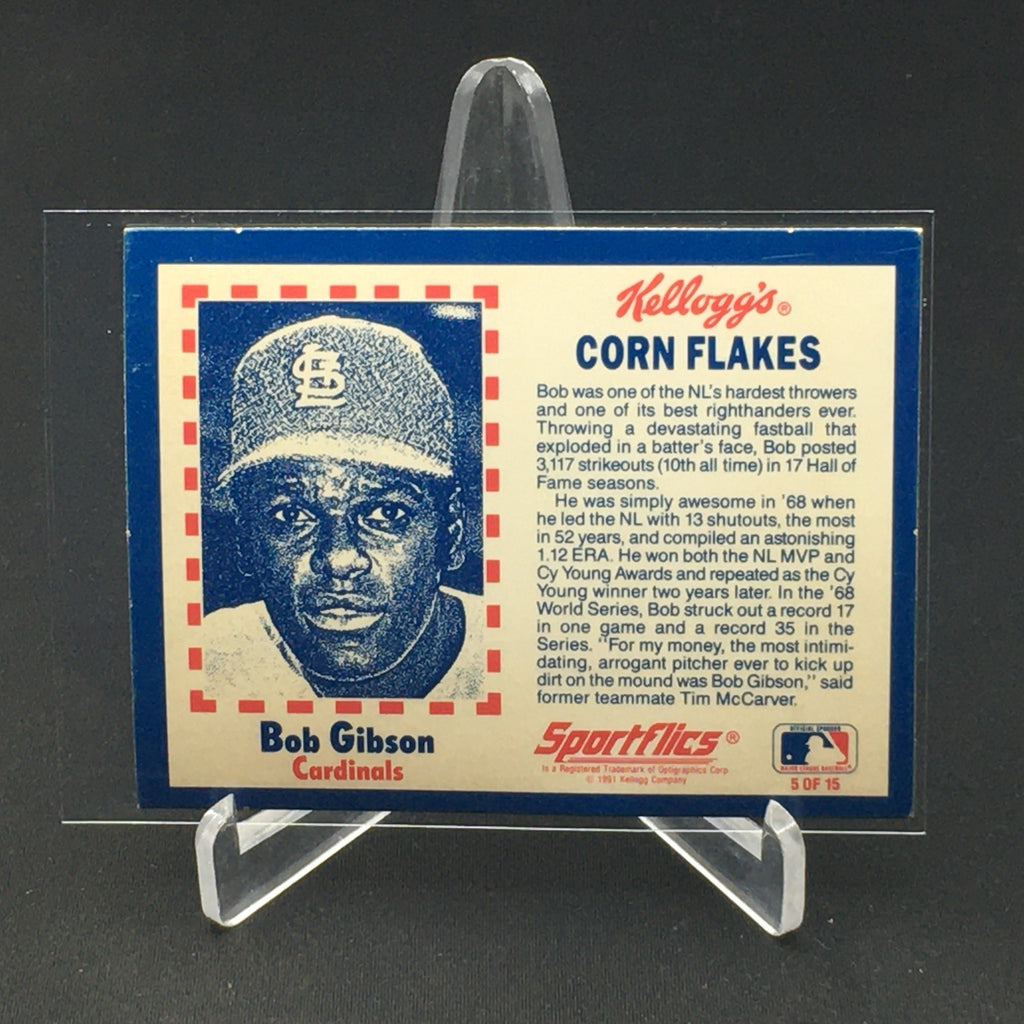 STL
Kellogg's®
CORN FLAKES
Bob was one of the NL's hardest throwers
and one of its best righthanders ever.
Throwing a devastating fastball that
exploded in a batter's face, Bob posted
3,117 strikeouts (10th all time) in 17 Hall of
Fame seasons.
He was simply awesome in '68 when
he led the NL with 13 shutouts, the most
in 52 years, and compiled an astonishing
1.12 ERA. He won both the NL MVP and
Cy Young Awards and repeated as the Cy
Young winner two years later. In the '68
World Series, Bob struck out a record 17
in one game and a record 35 in the
Series. "For my money, the most intimi-
dating, arrogant pitcher ever to kick up
dirt on the mound was Bob Gibson," said
former teammate Tim McCarver.
Bob Gibson
Cardinals
Sportflics®
is a Registered Trademark of Optigraphics Corp.
© 1991 Kellogg Company
OFFICIAL SPONSOR
MAJOR LEAGUE BASEBALL®
5 OF 15